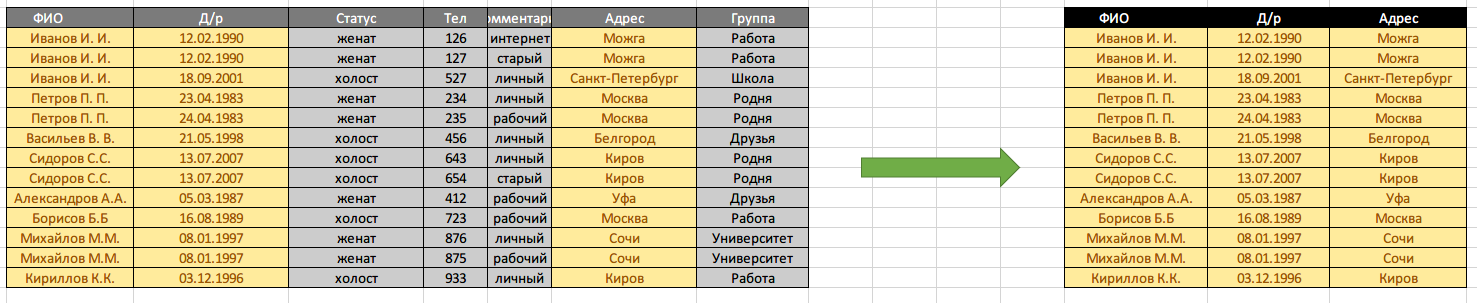 ФИО Д/р Статус Тел омментари Адрес Группа ФИО Д/р Адрес
Иванов И. И. 12.02.1990 женат 126 интернет Можга Работа Иванов И. И. 12.02.1990 Можга
Иванов И. И. 12.02.1990 женат 127 старый Можга Работа Иванов И. И. 12.02.1990 Можга
Иванов И. И. 18.09.2001 холост 527 личный Санкт-Петербург Школа Иванов И. И. 18.09.2001 Санкт-Петербург
Петров П. П. 23.04.1983 женат 234 личный Москва Родня Петров П. П. 23.04.1983 Москва
Петров П. П. 24.04.1983 женат 235 рабочий Москва Родня Петров П. П. 24.04.1983 Москва
Васильев В. В. 21.05.1998 холост 456 личный Белгород Друзья Васильев В. В. 21.05.1998 Белгород
Сидоров С.С. 13.07.2007 холост 643 личный Киров Родня Сидоров С.С. 13.07.2007 Киров
Сидоров С.С. 13.07.2007 холост 654 старый Киров Родня Сидоров С.С. 13.07.2007 Киров
Александров А.А. 05.03.1987 женат 412 рабочий Уфа Друзья Александров А.А. 05.03.1987 Уфа
Борисов Б.Б 16.08.1989 холост 723 рабочий Москва Работа Борисов Б.Б 16.08.1989 Москва
Михайлов М.М. 08.01.1997 женат 876 личный Сочи Университет Михайлов М.М. 08.01.1997 Сочи
Михайлов М.М. 08.01.1997 женат 875 рабочий Сочи Университет Михайлов М.М. 08.01.1997 Сочи
Кириллов К.К. 03.12.1996 холост 933 личный Киров Работа Кириллов К.К. 03.12.1996 Киров